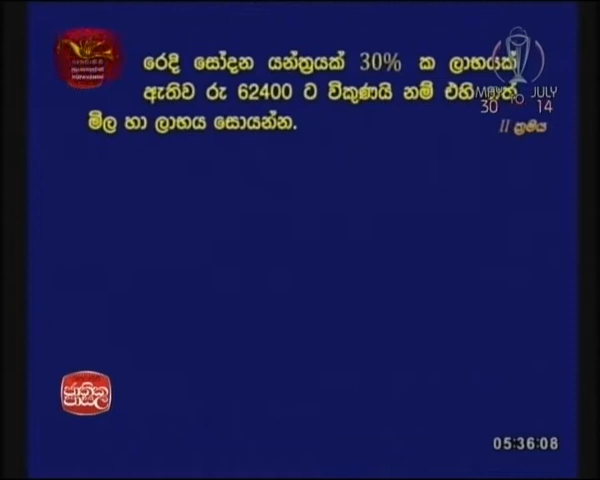 රෙදි සෝදන යන්ත්‍රයක් 30% ක ලාභයක්
ඇතිව රු 62400 ට විකුණයි නම් එහි
මිල හා ලාභය සොයන්න.
MAY JULY
30 TO 14
II ක්‍රමය
ජාතික
පාසල
05:36:08